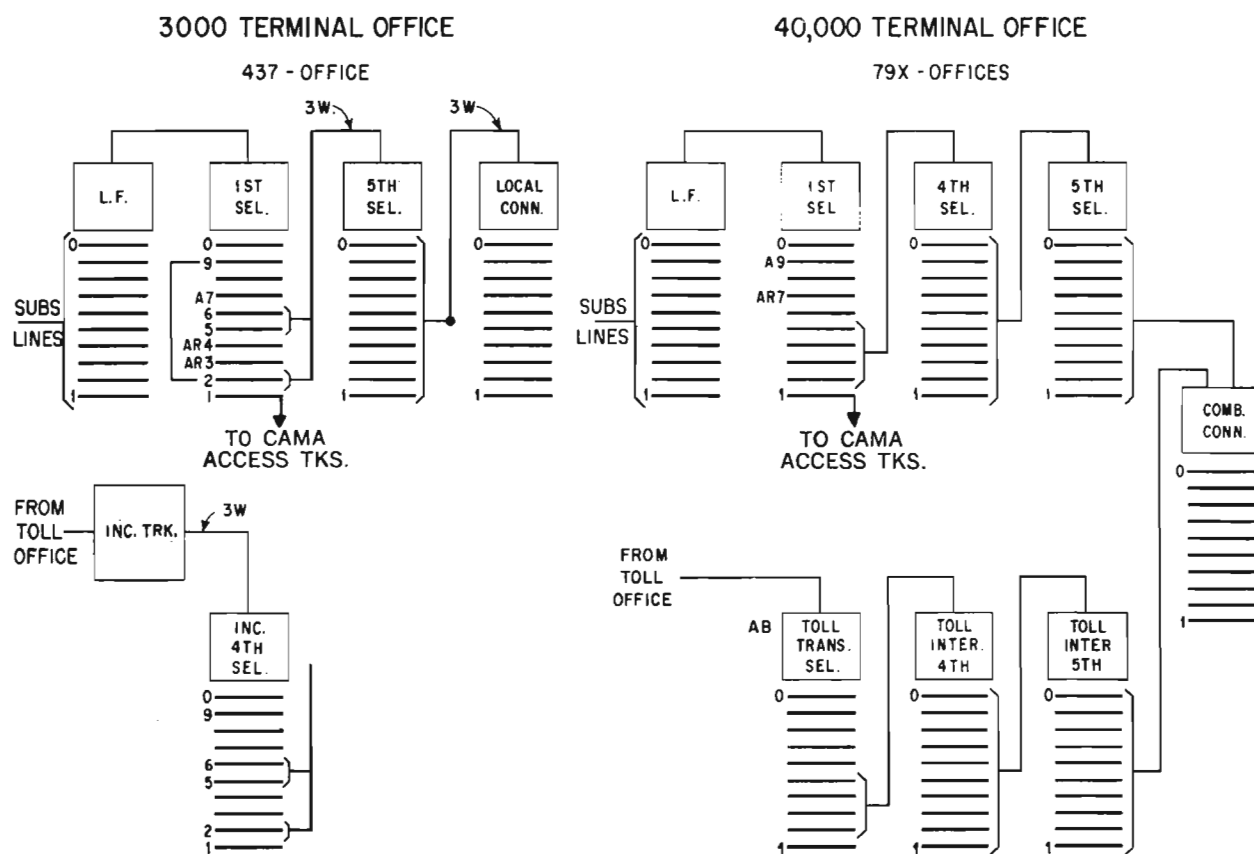 3000 TERMINAL OFFICE
437 - OFFICE
3W.
3W
L.F.
1ST
SEL.
5TH
SEL.
LOCAL
CONN.
0
0
9
A7
6
5
AR4
AR3
2
1
1
0
1
0
1
SUBS
LINES
TO CAMA
ACCESS TKS.
FROM
TOLL
OFFICE
INC. TRK.
3W
INC.
4TH
SEL.
0
9
6
5
2
1
40,000 TERMINAL OFFICE
79X - OFFICES
L.F.
1ST
SEL
4TH
SEL.
5TH
SEL.
0
0
A9
AR7
1
1
0
1
0
1
SUBS
LINES
TO CAMA
ACCESS TKS.
COMB.
CONN.
0
1
FROM
TOLL
OFFICE
AB
TOLL
TRANS.
SEL.
TOLL
INTER.
4TH
TOLL
INTER
5TH
0
1
0
1
0
1